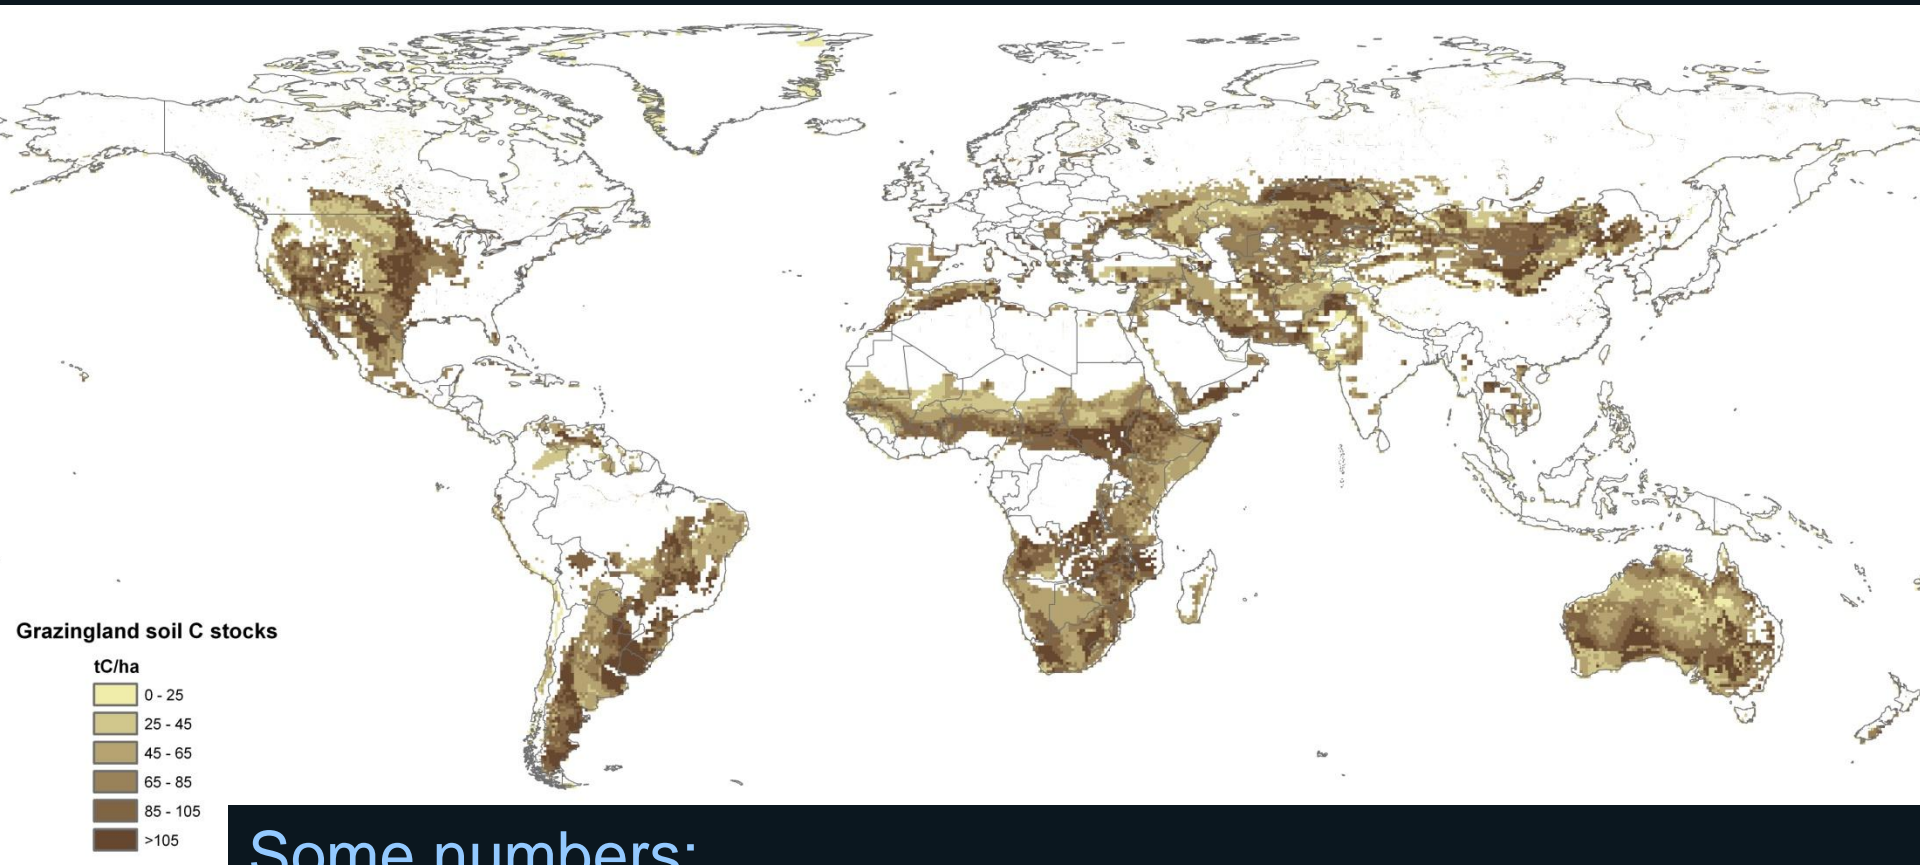 Grazingland soil C stocks
tC/ha
0 - 25
25 - 45
45 - 65
65 - 85
85 - 105
>105
Some numbers: